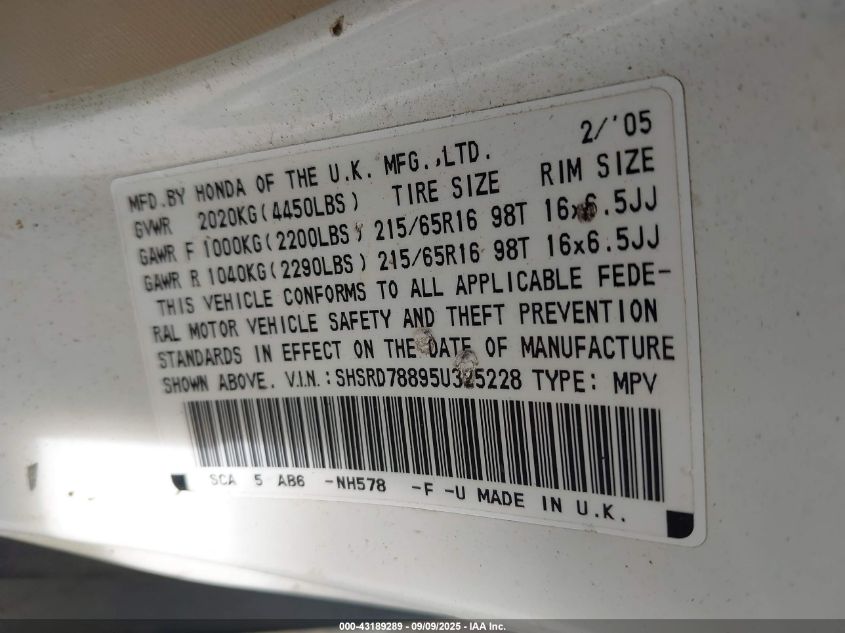 2/'05
MFD.BY HONDA OF THE U.K. MFG.,LTD.
GVWR 2020KG(4450LBS) TIRE SIZE RIM SIZE
GAWR F 1000KG(2200LBS) 215/65R16 98T 16x6.5JJ
GAWR R 1040KG(2290LBS) 215/65R16 98T 16x6.5JJ
THIS VEHICLE CONFORMS TO ALL APPLICABLE FEDE-
RAL MOTOR VEHICLE SAFETY AND THEFT PREVENTION
STANDARDS IN EFFECT ON THE DATE OF MANUFACTURE
SHOWN ABOVE. V.I.N.:SHSRD78895U325228 TYPE: MPV
SCA 5 AB6 -NH578 -F -U MADE IN U.K.
000-43189289 - 09/09/2025 - IAA Inc.